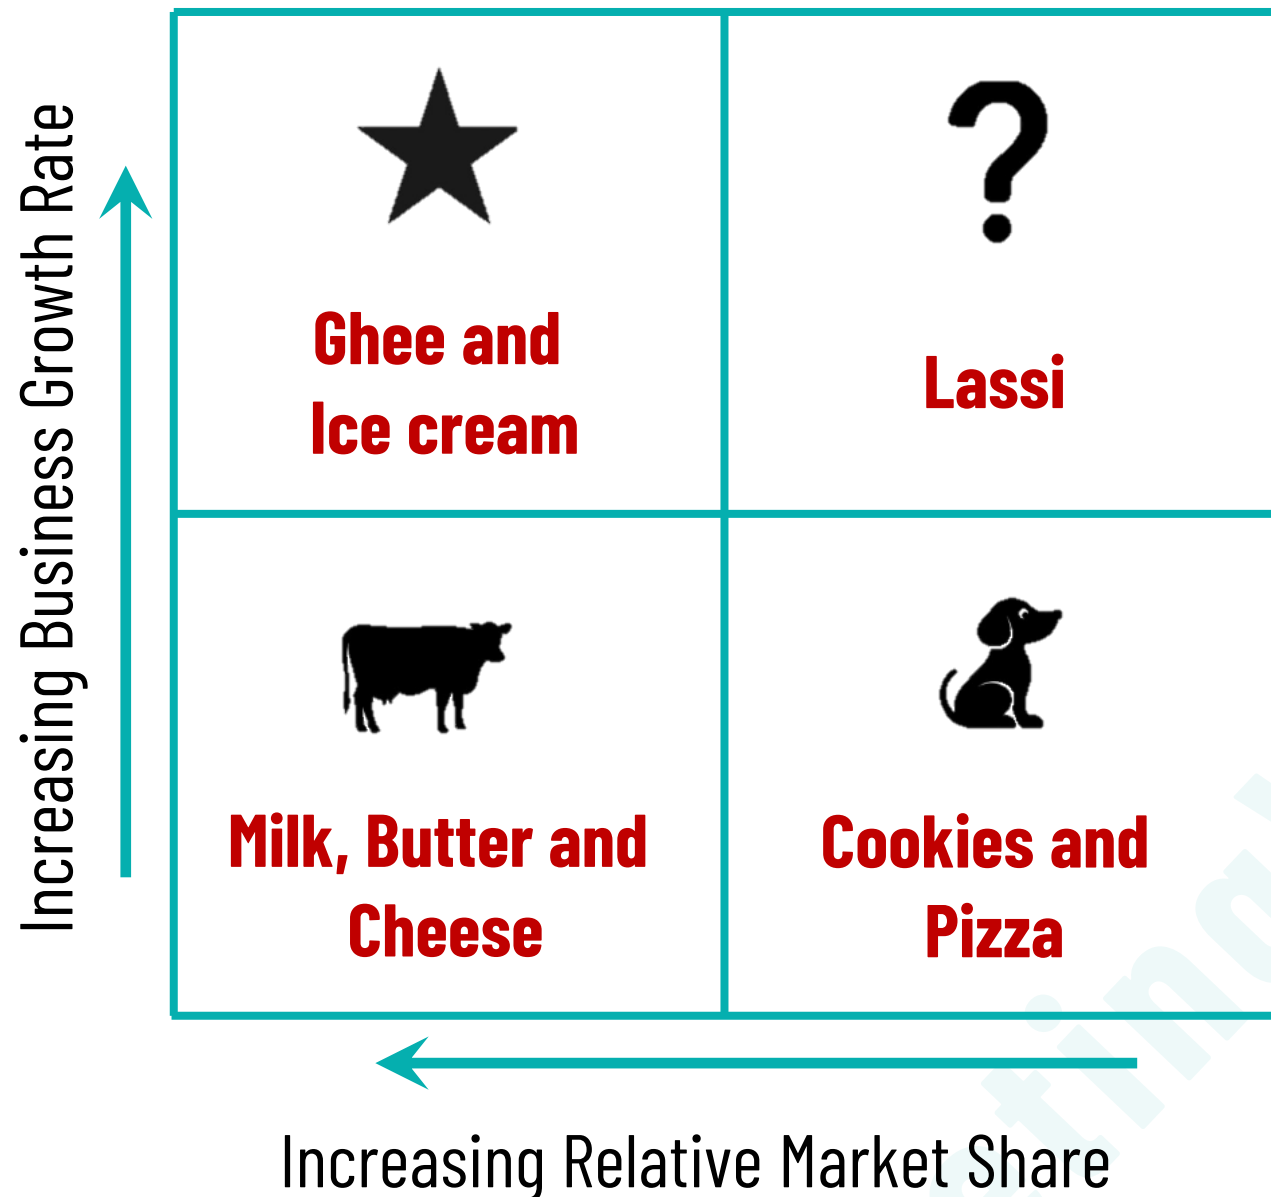 Increasing Business Growth Rate
?
Ghee and
Ice cream
Lassi
Milk, Butter and
Cheese
Cookies and
Pizza
Increasing Relative Market Share
eting